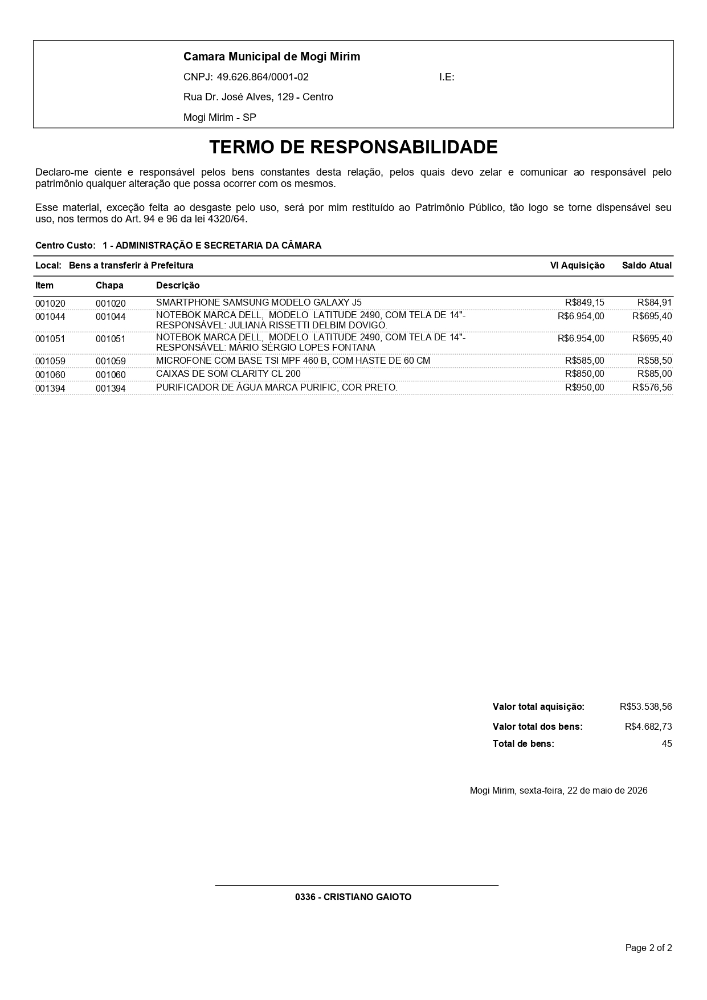 Camara Municipal de Mogi Mirim
CNPJ: 49.626.864/0001-02 I.E:
Rua Dr. José Alves, 129 - Centro
Mogi Mirim - SP
TERMO DE RESPONSABILIDADE
Declaro-me ciente e responsável pelos bens constantes desta relação, pelos quais devo zelar e comunicar ao responsável pelo
patrimônio qualquer alteração que possa ocorrer com os mesmos.
Esse material, exceção feita ao desgaste pelo uso, será por mim restituído ao Patrimônio Público, tão logo se torne dispensável seu
uso, nos termos do Art. 94 e 96 da lei 4320/64.
Centro Custo: 1 - ADMINISTRAÇÃO E SECRETARIA DA CÂMARA
Local: Bens a transferir à Prefeitura Vl Aquisição Saldo Atual
Item Chapa Descrição
001020 001020 SMARTPHONE SAMSUNG MODELO GALAXY J5 R$849,15 R$84,91
001044 001044 NOTEBOK MARCA DELL, MODELO LATITUDE 2490, COM TELA DE 14"- R$6.954,00 R$695,40
RESPONSÁVEL: JULIANA RISSETTI DELBIM DOVIGO.
001051 001051 NOTEBOK MARCA DELL, MODELO LATITUDE 2490, COM TELA DE 14"- R$6.954,00 R$695,40
RESPONSÁVEL: MÁRIO SÉRGIO LOPES FONTANA
001059 001059 MICROFONE COM BASE TSI MPF 460 B, COM HASTE DE 60 CM R$585,00 R$58,50
001060 001060 CAIXAS DE SOM CLARITY CL 200 R$850,00 R$85,00
001394 001394 PURIFICADOR DE ÁGUA MARCA PURIFIC, COR PRETO. R$950,00 R$576,56
Valor total aquisição: R$53.538,56
Valor total dos bens: R$4.682,73
Total de bens: 45
Mogi Mirim, sexta-feira, 22 de maio de 2026
0336 - CRISTIANO GAIOTO
Page 2 of 2